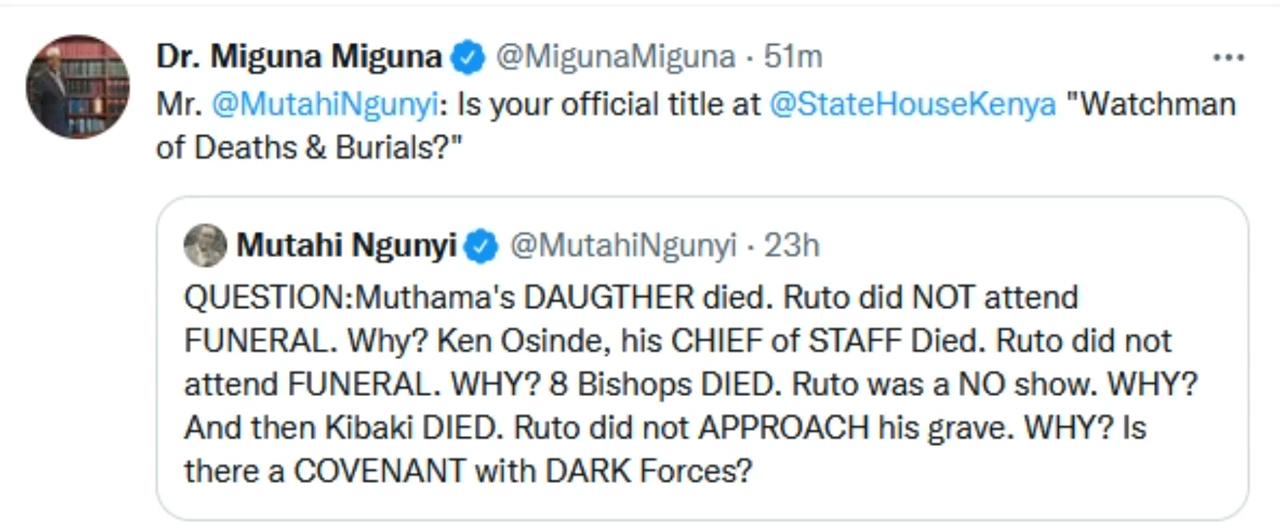 Dr. Miguna Miguna @MigunaMiguna · 51m
Mr. @MutahiNgunyi: Is your official title at @StateHouseKenya "Watchman
of Deaths & Burials?"
Mutahi Ngunyi @MutahiNgunyi · 23h
QUESTION:Muthama's DAUGTHER died. Ruto did NOT attend
FUNERAL. Why? Ken Osinde, his CHIEF of STAFF Died. Ruto did not
attend FUNERAL. WHY? 8 Bishops DIED. Ruto was a NO show. WHY?
And then Kibaki DIED. Ruto did not APPROACH his grave. WHY? Is
there a COVENANT with DARK Forces?